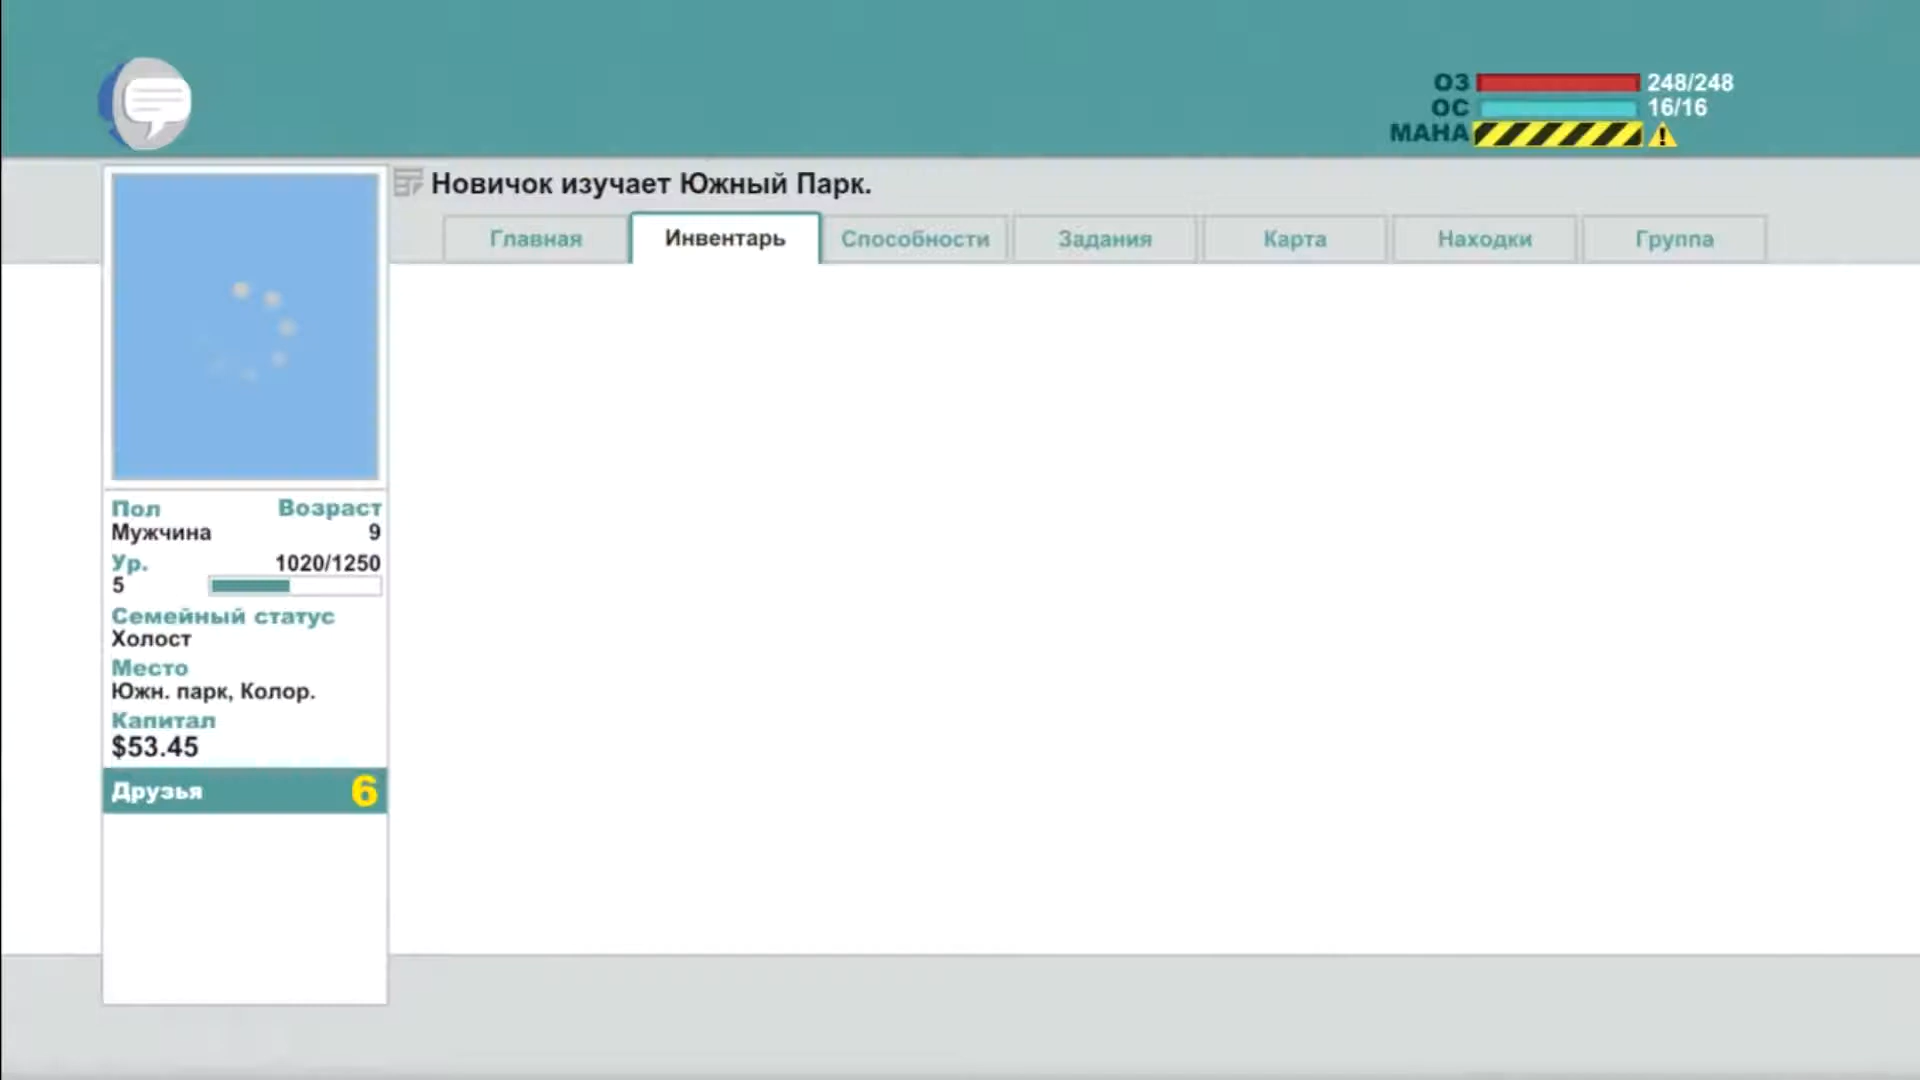 ОЗ 248/248
ОС 16/16
МАНА
Новичок изучает Южный Парк.
Главная Инвентарь Способности Задания Карта Находки Группа
Пол Возраст
Мужчина 9
Ур. 1020/1250
5
Семейный статус
Холост
Место
Южн. парк, Колор.
Капитал
$53.45
Друзья 6